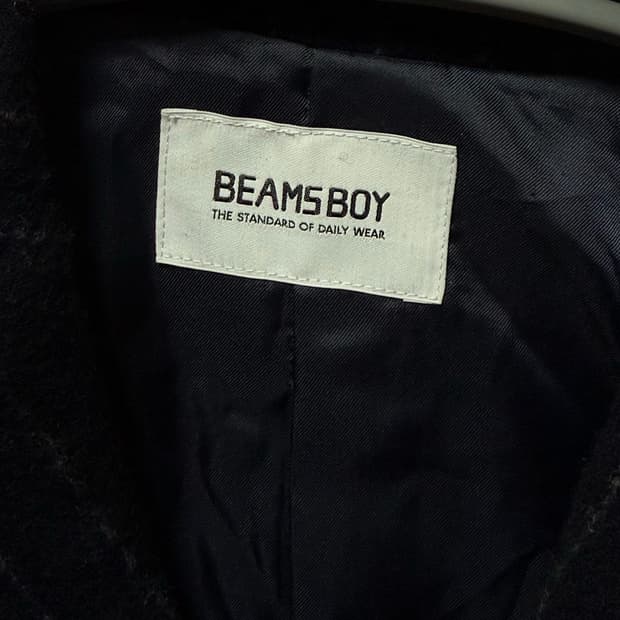 BEAMS BOY
THE STANDARD OF DAILY WEAR